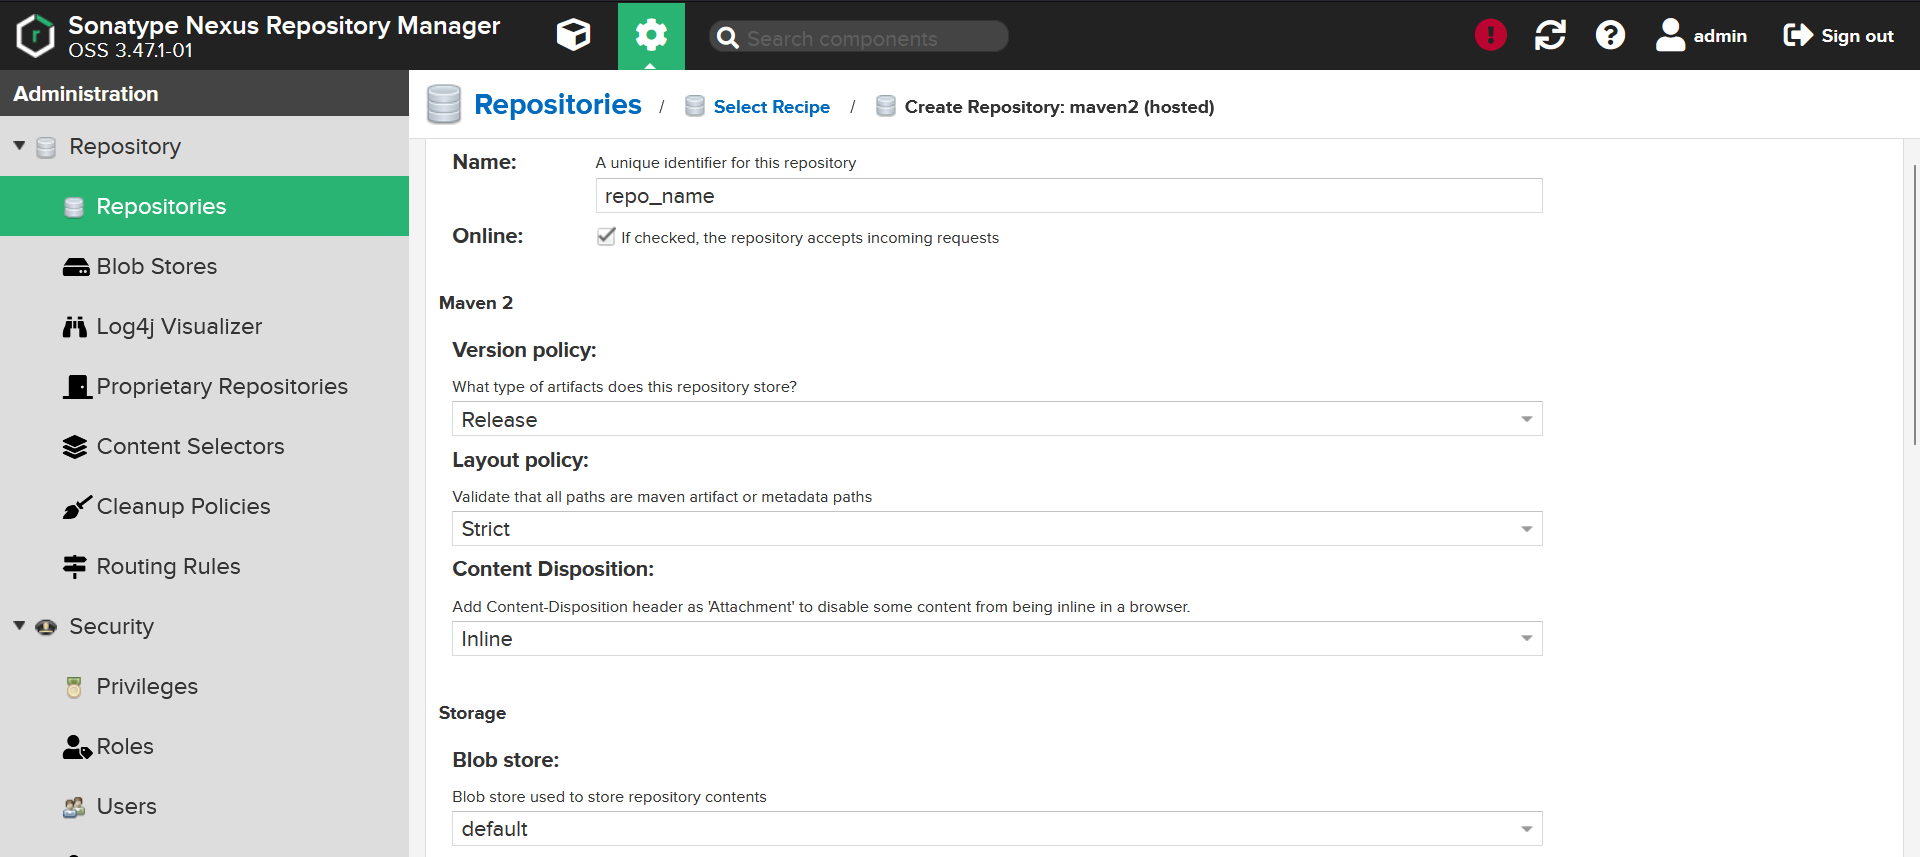 Sonatype Nexus Repository Manager
OSS 3.47.1-01
Search components
admin
Sign out
Administration
Repository
Repositories
Blob Stores
Log4j Visualizer
Proprietary Repositories
Content Selectors
Cleanup Policies
Routing Rules
Security
Privileges
Roles
Users
Repositories / Select Recipe / Create Repository: maven2 (hosted)
Name:
A unique identifier for this repository
repo_name
Online:
If checked, the repository accepts incoming requests
Maven 2
Version policy:
What type of artifacts does this repository store?
Release
Layout policy:
Validate that all paths are maven artifact or metadata paths
Strict
Content Disposition:
Add Content-Disposition header as 'Attachment' to disable some content from being inline in a browser.
Inline
Storage
Blob store:
Blob store used to store repository contents
default